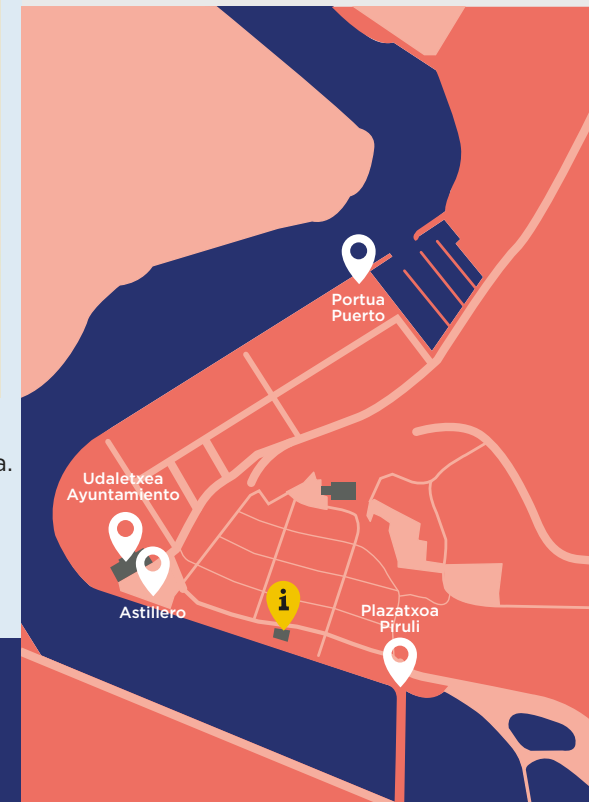 Portua
Puerto
a.
Udaletxea
Ayuntamiento
i
Astillero
Plazatxoa
Piruli